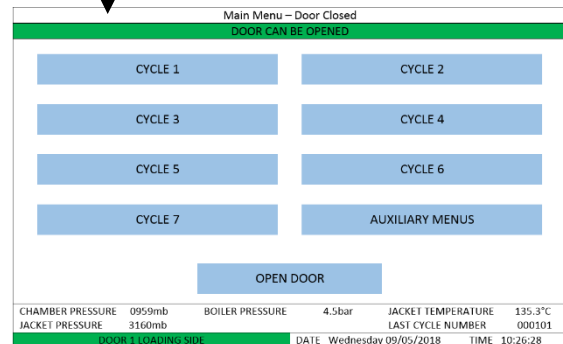 Main Menu – Door Closed
DOOR CAN BE OPENED
CYCLE 1 CYCLE 2
CYCLE 3 CYCLE 4
CYCLE 5 CYCLE 6
CYCLE 7 AUXILIARY MENUS
OPEN DOOR
CHAMBER PRESSURE 0959mb BOILER PRESSURE 4.5bar JACKET TEMPERATURE 135.3°C
JACKET PRESSURE 3160mb LAST CYCLE NUMBER 000101
DOOR 1 LOADING SIDE DATE Wednesday 09/05/2018 TIME 10:26:28